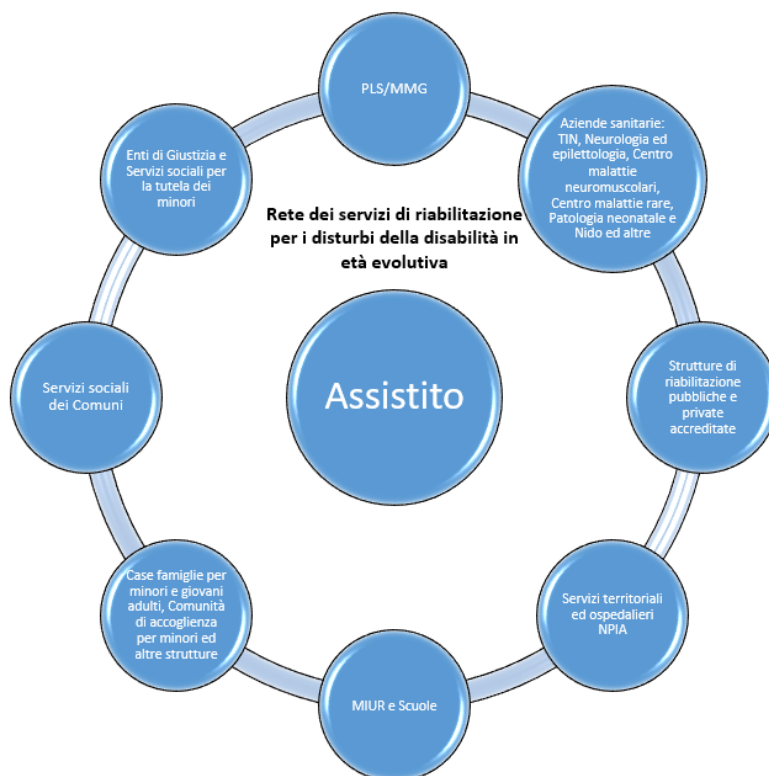 PLS/MMG
Aziende sanitarie:
TIN, Neurologia ed
epilettologia, Centro
malattie
neuromuscolari,
Centro malattie rare,
Patologia neonatale e
Nido ed altre
Enti di Giustizia e
Servizi sociali per
la tutela dei
minori
Rete dei servizi di riabilitazione
per i disturbi della disabilità in
età evolutiva
Assistito
Servizi sociali
dei Comuni
Strutture di
riabilitazione
pubbliche e
private
accreditate
Case famiglie per
minori e giovani
adulti, Comunità
di accoglienza
per minori ed
altre strutture
Servizi territoriali
ed ospedalieri
NPIA
MIUR e Scuole